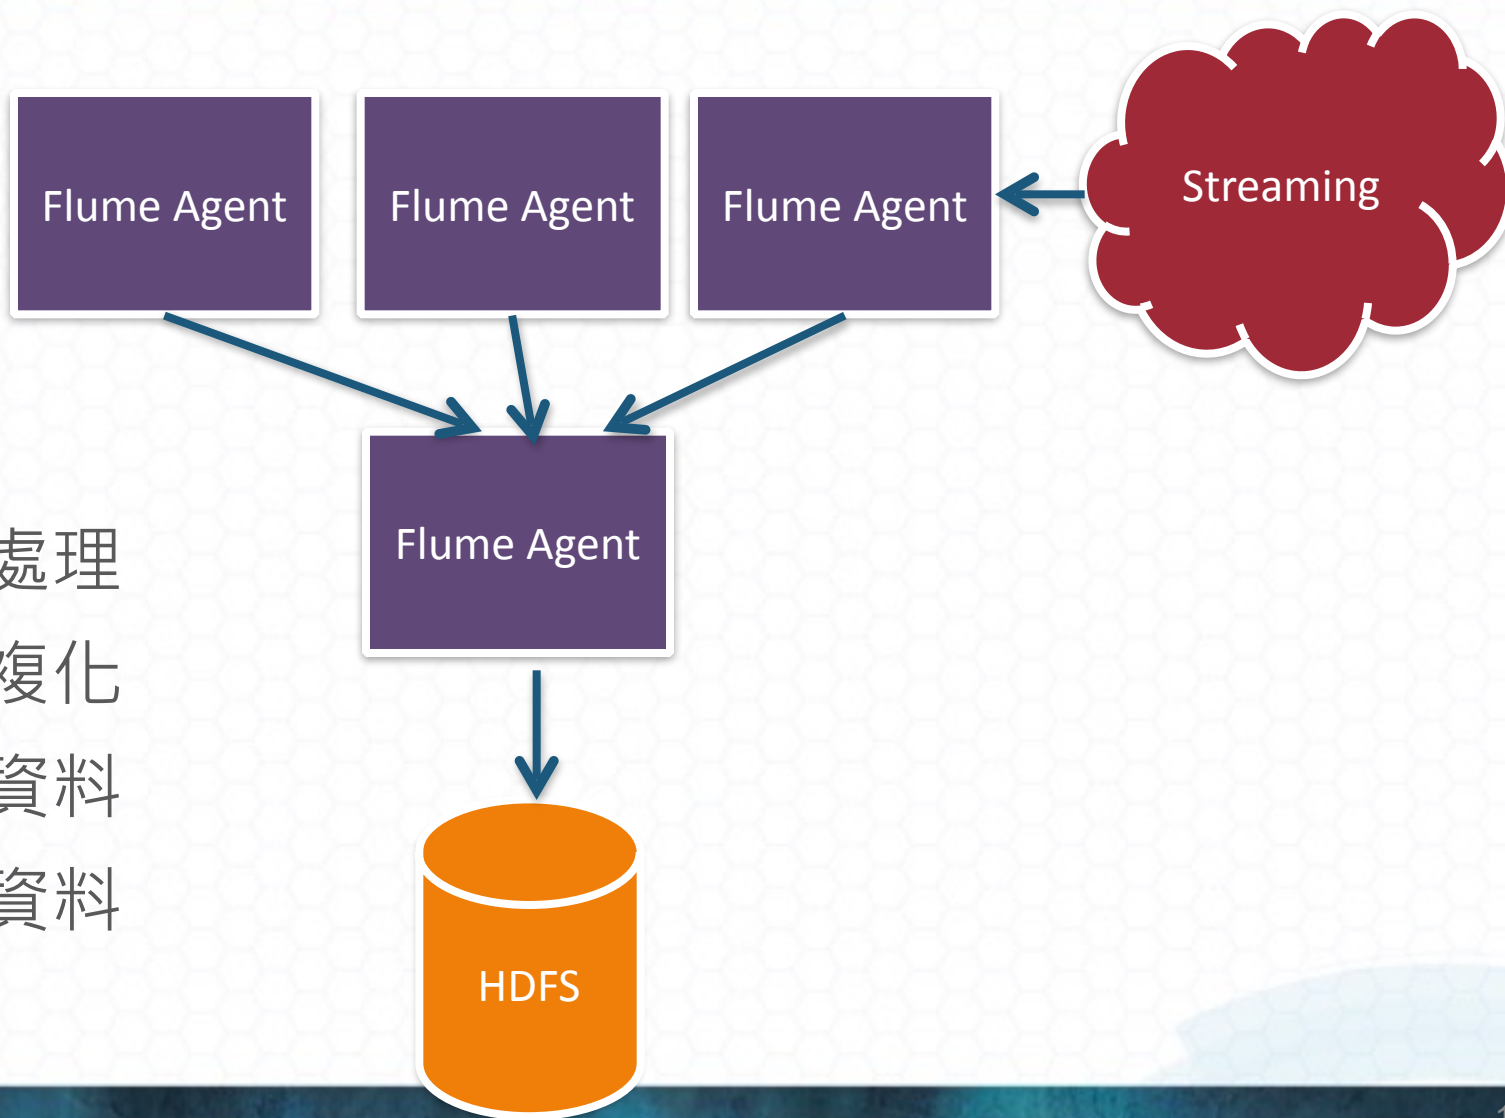 Flume Agent
Flume Agent
Flume Agent
Streaming
Flume Agent
處理
複化
資料
資料
HDFS